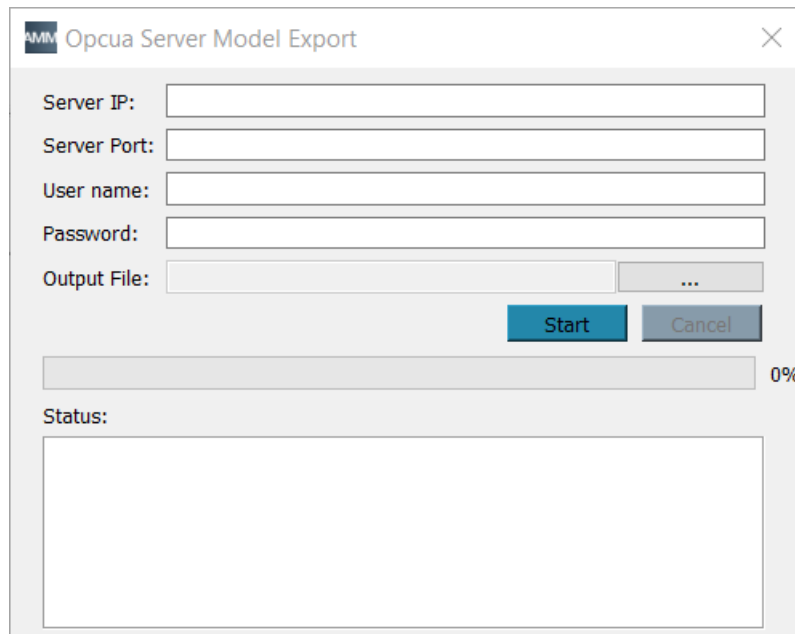 AMM Opcua Server Model Export
Server IP:
Server Port:
User name:
Password:
Output File: ...
Start Cancel
0%
Status: